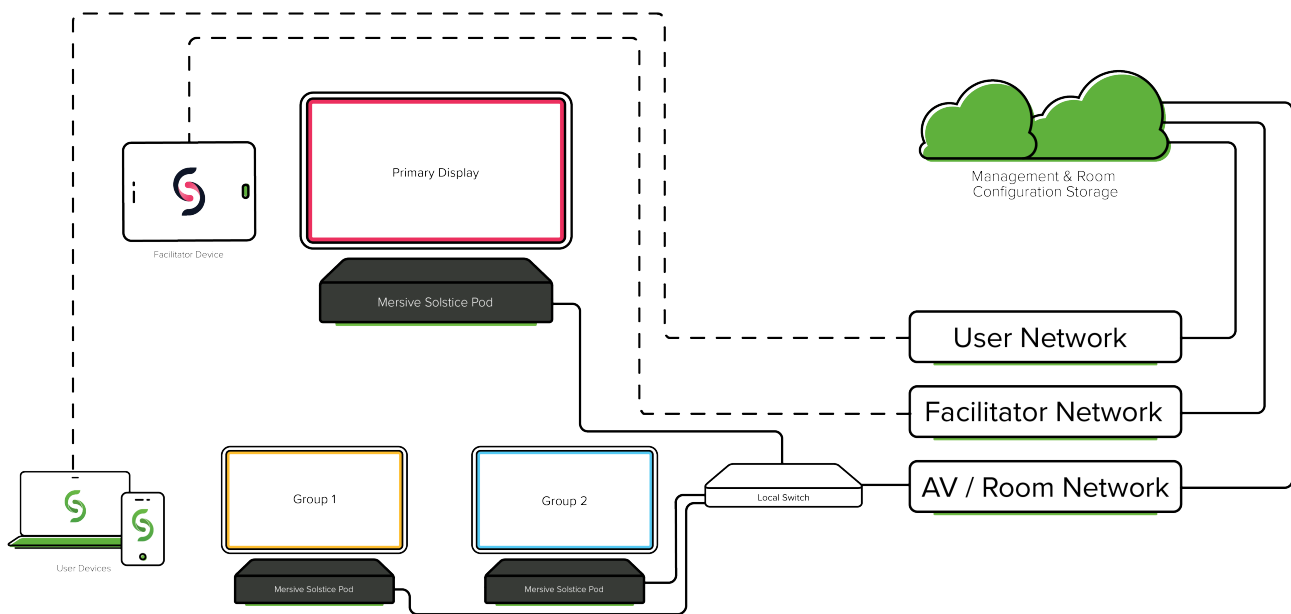 Primary Display
Management & Room
Configuration Storage
Facilitator Device
Mersive Solstice Pod
User Network
Facilitator Network
AV / Room Network
Local Switch
Group 1
Group 2
User Devices
Mersive Solstice Pod
Mersive Solstice Pod